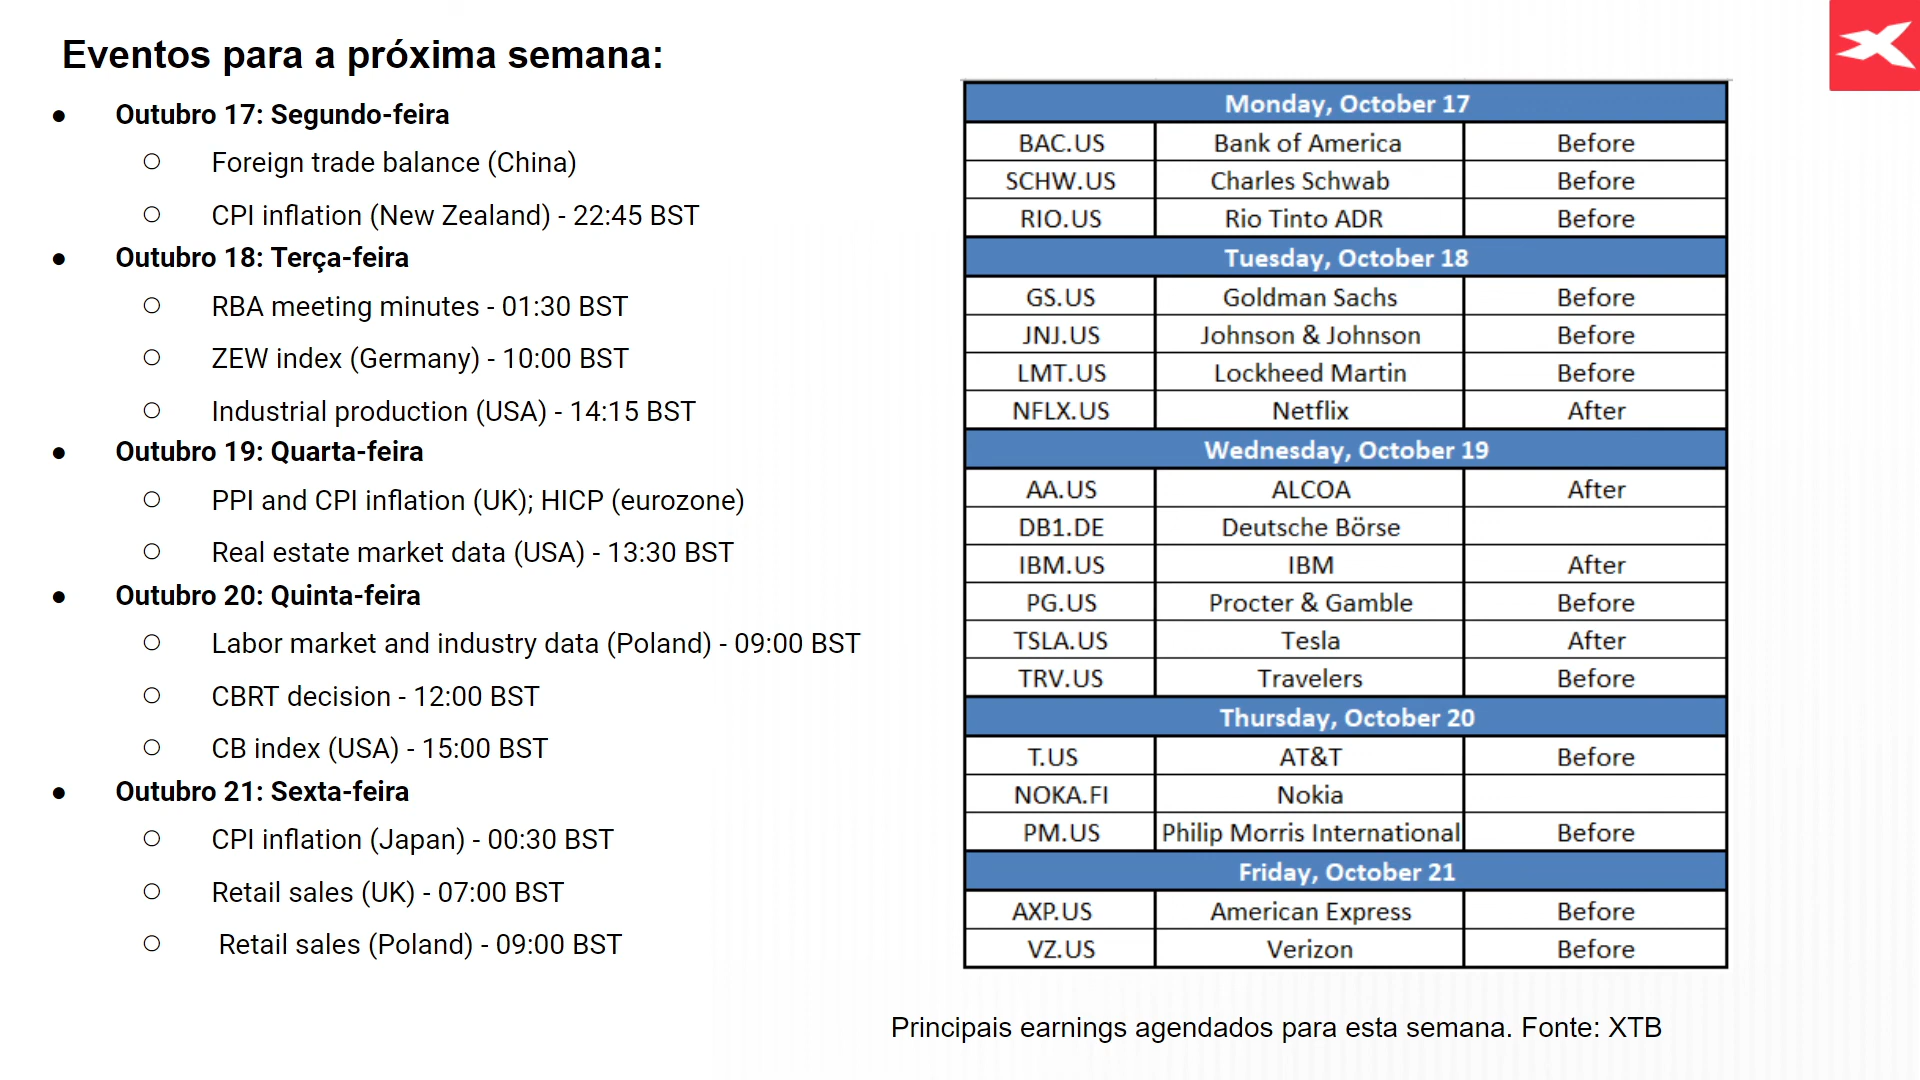 Eventos para a próxima semana:
● Outubro 17: Segundo-feira
○ Foreign trade balance (China)
○ CPI inflation (New Zealand) - 22:45 BST
● Outubro 18: Terça-feira
○ RBA meeting minutes - 01:30 BST
○ ZEW index (Germany) - 10:00 BST
○ Industrial production (USA) - 14:15 BST
● Outubro 19: Quarta-feira
○ PPI and CPI inflation (UK); HICP (eurozone)
○ Real estate market data (USA) - 13:30 BST
● Outubro 20: Quinta-feira
○ Labor market and industry data (Poland) - 09:00 BST
○ CBRT decision - 12:00 BST
○ CB index (USA) - 15:00 BST
● Outubro 21: Sexta-feira
○ CPI inflation (Japan) - 00:30 BST
○ Retail sales (UK) - 07:00 BST
○ Retail sales (Poland) - 09:00 BST
Monday, October 17
BAC.US Bank of America Before
SCHW.US Charles Schwab Before
RIO.US Rio Tinto ADR Before
Tuesday, October 18
GS.US Goldman Sachs Before
JNJ.US Johnson & Johnson Before
LMT.US Lockheed Martin Before
NFLX.US Netflix After
Wednesday, October 19
AA.US ALCOA After
DB1.DE Deutsche Börse
IBM.US IBM After
PG.US Procter & Gamble Before
TSLA.US Tesla After
TRV.US Travelers Before
Thursday, October 20
T.US AT&T Before
NOKA.FI Nokia
PM.US Philip Morris International Before
Friday, October 21
AXP.US American Express Before
VZ.US Verizon Before
Principais earnings agendados para esta semana. Fonte: XTB